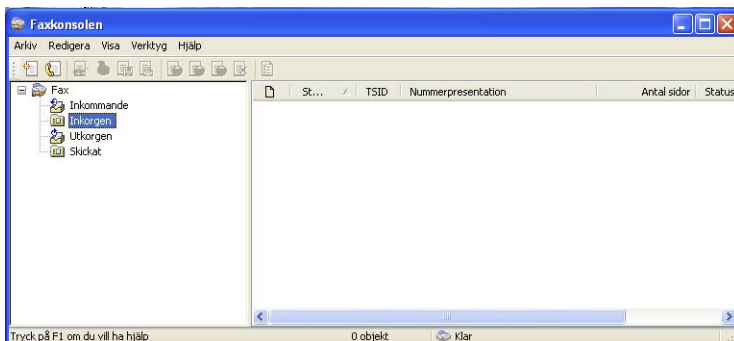 Faxkonsolen
Arkiv Redigera Visa Verktyg Hjälp
Fax
Inkommande
Inkorgen
Utkorgen
Skickat
St... TSID Nummerpresentation Antal sidor Status
Tryck på F1 om du vill ha hjälp 0 objekt Klar